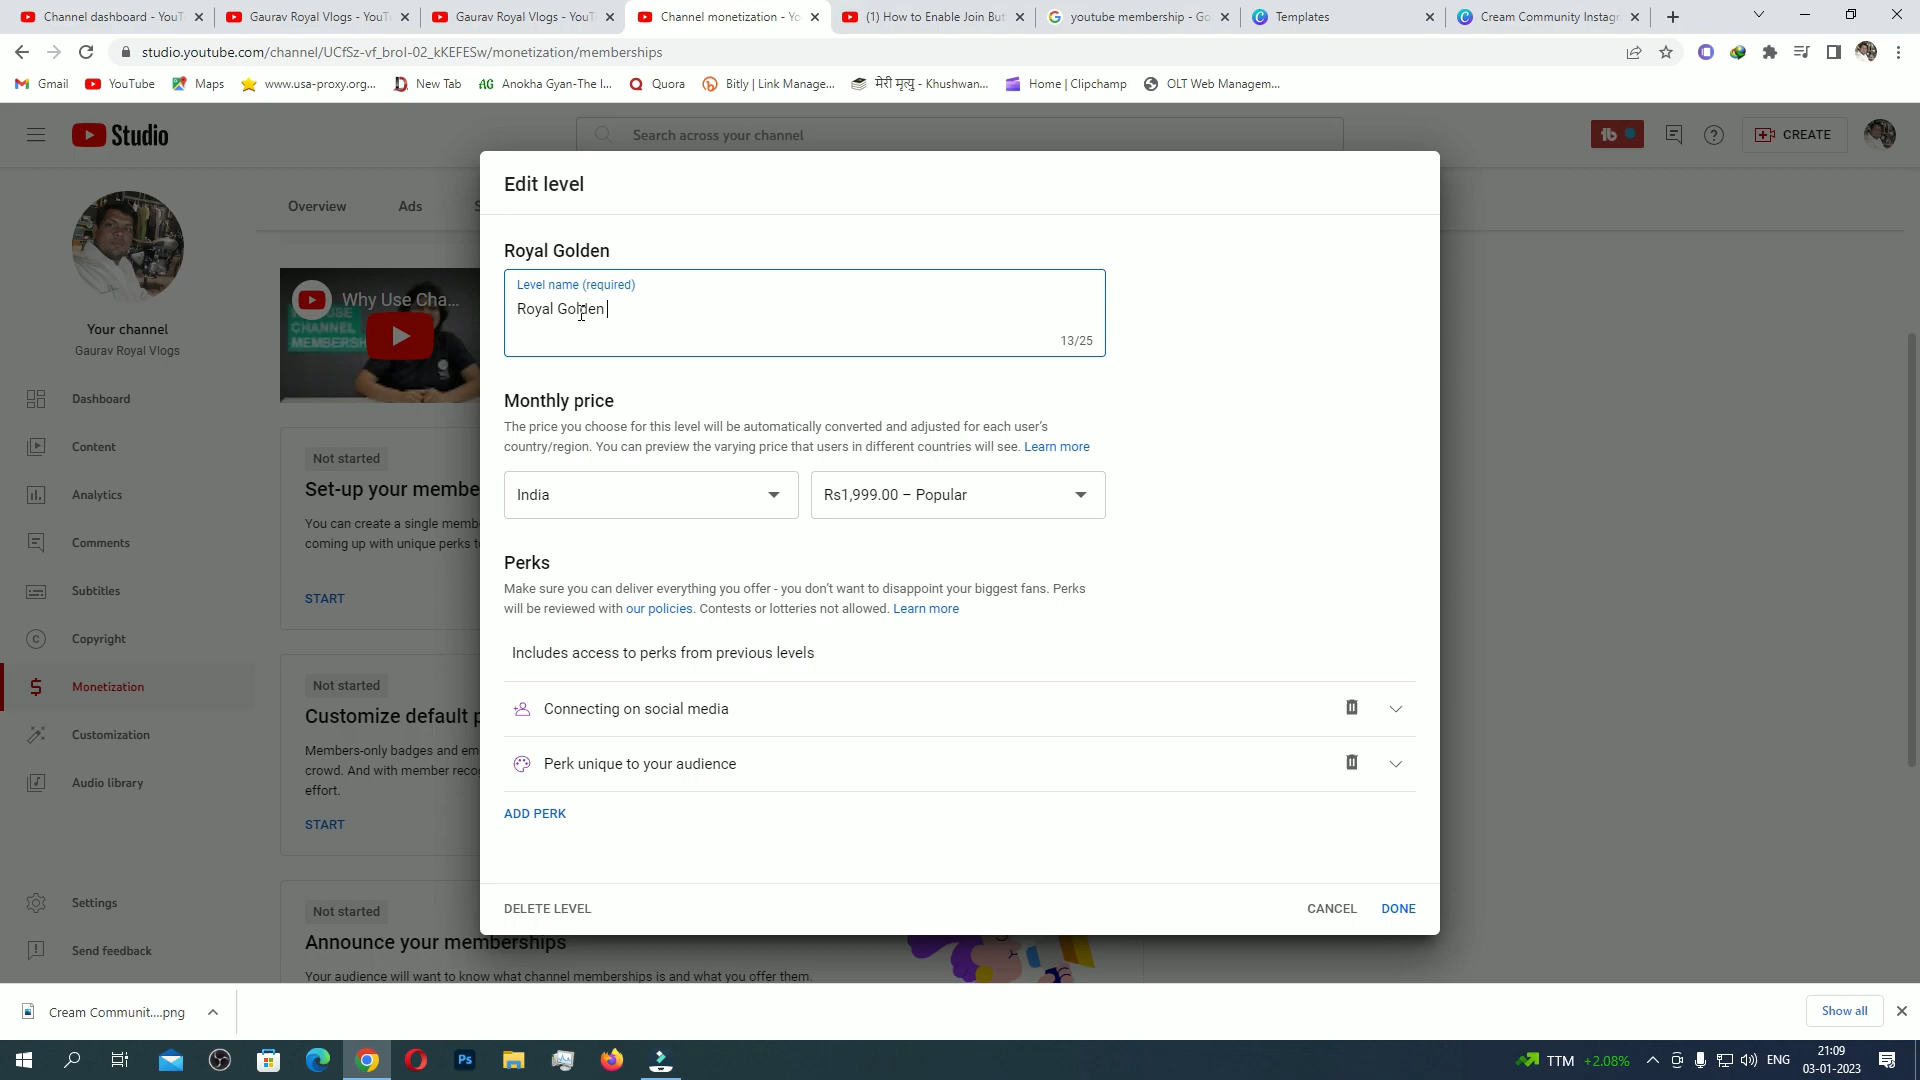 Channel dashboard - YouT
Gaurav Royal Vlogs - YouT
Gaurav Royal Vlogs - YouT
Channel monetization - Yo
(1) How to Enable Join But
youtube membership - Go
Templates
Cream Community Instagr
studio.youtube.com/channel/UCfSz-vf_broI-02_kKEFESw/monetization/memberships
Gmail
YouTube
Maps
www.usa-proxy.org...
New Tab
AG Anokha Gyan-The I...
Quora
Bitly | Link Manage...
मेरी मृत्यु - Khushwan...
Home | Clipchamp
OLT Web Managem...
Studio
Search across your channel
CREATE
Overview
Ads
S
Why Use Cha...
CHANNEL
Your channel
Gaurav Royal Vlogs
Dashboard
Content
Analytics
Comments
Subtitles
Copyright
Monetization
Customization
Audio library
Settings
Send feedback
Not started
Set-up your membe
You can create a single memb
coming up with unique perks t
START
Not started
Customize default p
Members-only badges and em
crowd. And with member reco
effort.
START
Not started
Announce your memberships
Your audience will want to know what channel memberships is and what you offer them.
Edit level
Royal Golden
Level name (required)
Royal Golden
13/25
Monthly price
The price you choose for this level will be automatically converted and adjusted for each user's
country/region. You can preview the varying price that users in different countries will see. Learn more
India
Rs1,999.00 – Popular
Perks
Make sure you can deliver everything you offer - you don't want to disappoint your biggest fans. Perks
will be reviewed with our policies. Contests or lotteries not allowed. Learn more
Includes access to perks from previous levels
Connecting on social media
Perk unique to your audience
ADD PERK
DELETE LEVEL
CANCEL
DONE
Cream Communit....png
Show all
Ps
TTM +2.08%
ENG
21:09
03-01-2023